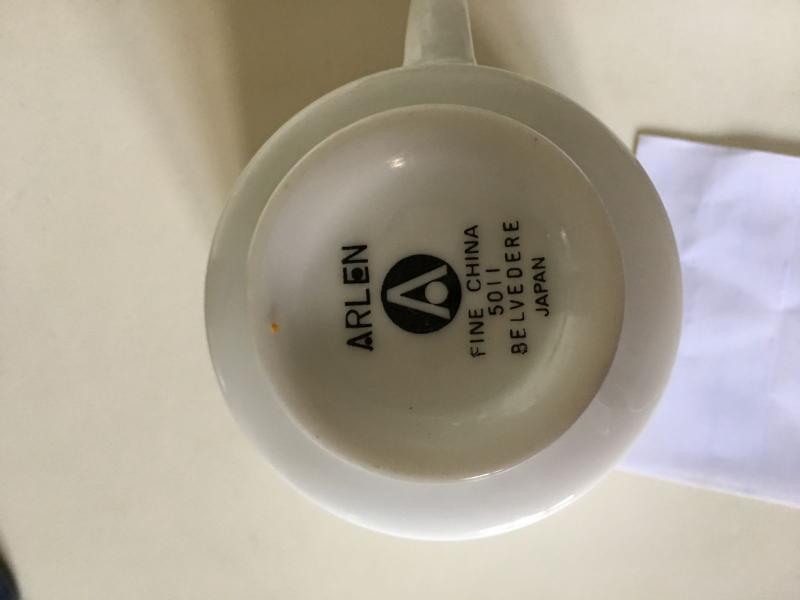 ARLEN
A
FINE CHINA
5011
BELVEDERE
JAPAN